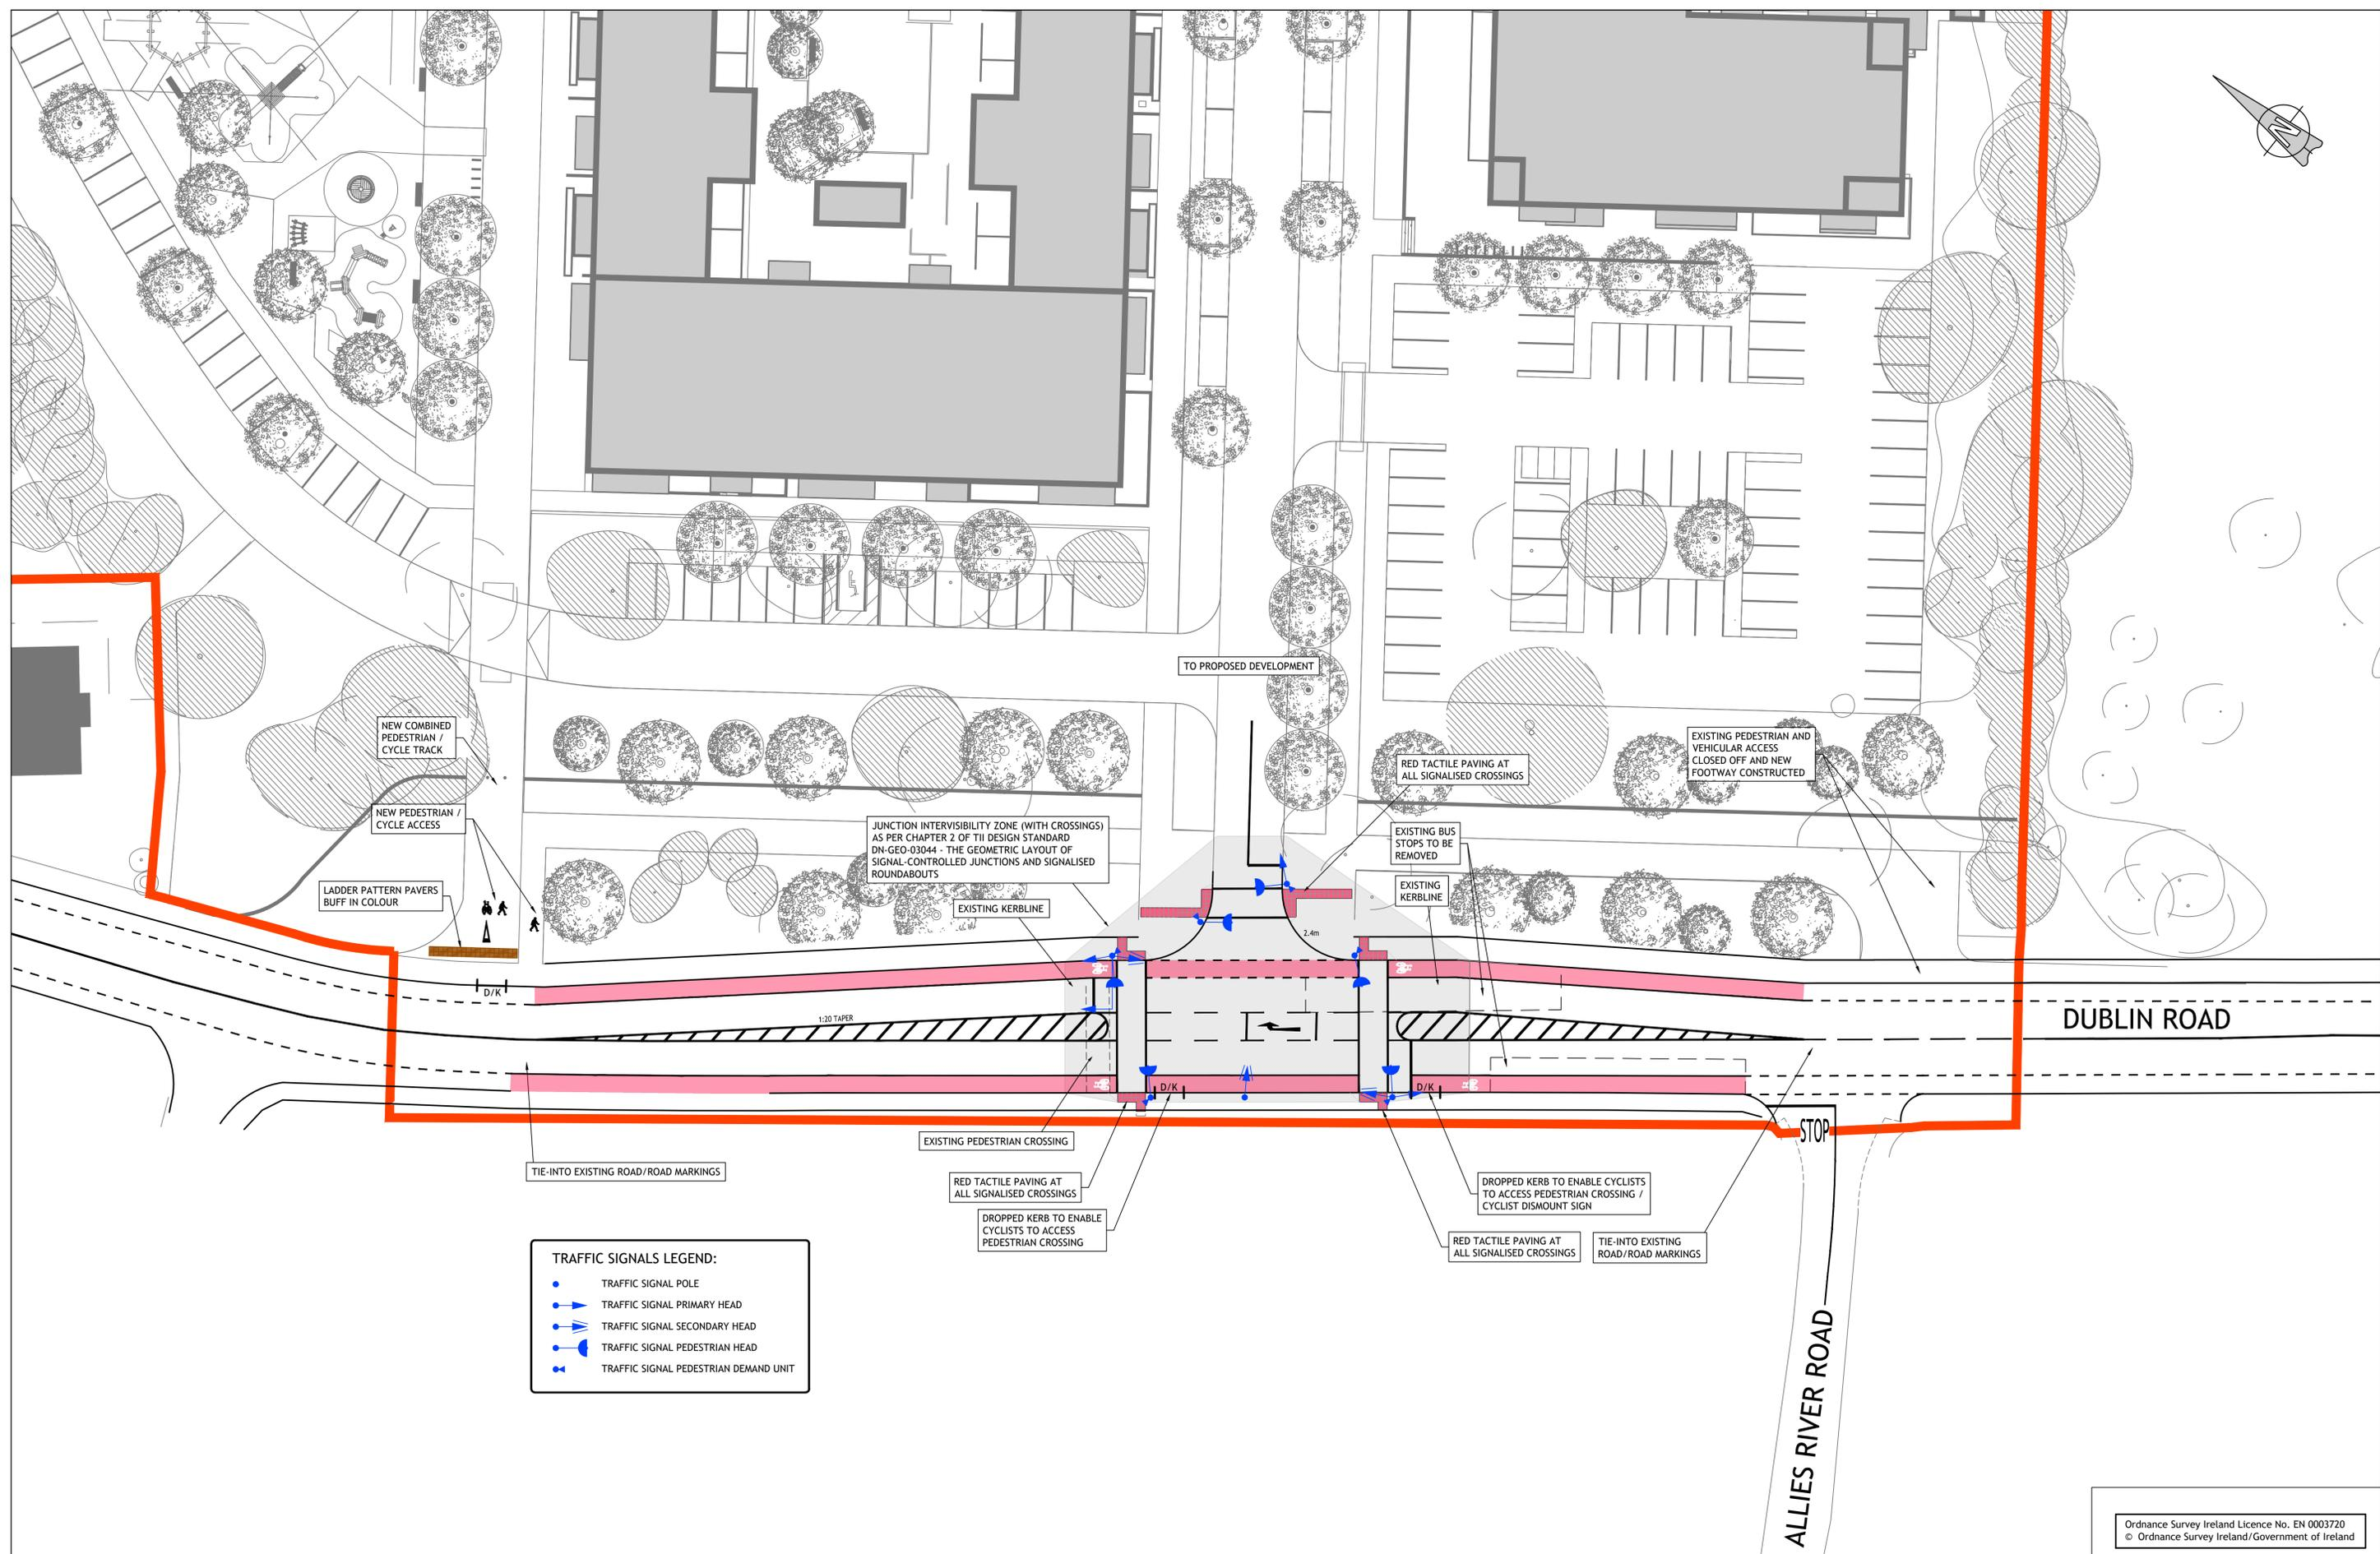 N
TO PROPOSED DEVELOPMENT
NEW COMBINED
PEDESTRIAN /
CYCLE TRACK
EXISTING PEDESTRIAN AND
VEHICULAR ACCESS
CLOSED OFF AND NEW
FOOTWAY CONSTRUCTED
RED TACTILE PAVING AT
ALL SIGNALISED CROSSINGS
NEW PEDESTRIAN /
CYCLE ACCESS
JUNCTION INTERVISIBILITY ZONE (WITH CROSSINGS)
AS PER CHAPTER 2 OF TII DESIGN STANDARD
DN-GEO-03044 - THE GEOMETRIC LAYOUT OF
SIGNAL-CONTROLLED JUNCTIONS AND SIGNALISED
ROUNDABOUTS
EXISTING BUS
STOPS TO BE
REMOVED
LADDER PATTERN PAVERS
BUFF IN COLOUR
EXISTING KERBLINE
EXISTING
KERBLINE
2.4m
D/K
1:20 TAPER
DUBLIN ROAD
D/K
D/K
STOP
EXISTING PEDESTRIAN CROSSING
TIE-INTO EXISTING ROAD/ROAD MARKINGS
RED TACTILE PAVING AT
ALL SIGNALISED CROSSINGS
DROPPED KERB TO ENABLE CYCLISTS
TO ACCESS PEDESTRIAN CROSSING /
CYCLIST DISMOUNT SIGN
DROPPED KERB TO ENABLE
CYCLISTS TO ACCESS
PEDESTRIAN CROSSING
RED TACTILE PAVING AT
ALL SIGNALISED CROSSINGS
TIE-INTO EXISTING
ROAD/ROAD MARKINGS
TRAFFIC SIGNALS LEGEND:
TRAFFIC SIGNAL POLE
TRAFFIC SIGNAL PRIMARY HEAD
TRAFFIC SIGNAL SECONDARY HEAD
TRAFFIC SIGNAL PEDESTRIAN HEAD
TRAFFIC SIGNAL PEDESTRIAN DEMAND UNIT
ALLIES RIVER ROAD
Ordnance Survey Ireland Licence No. EN 0003720
© Ordnance Survey Ireland/Government of Ireland